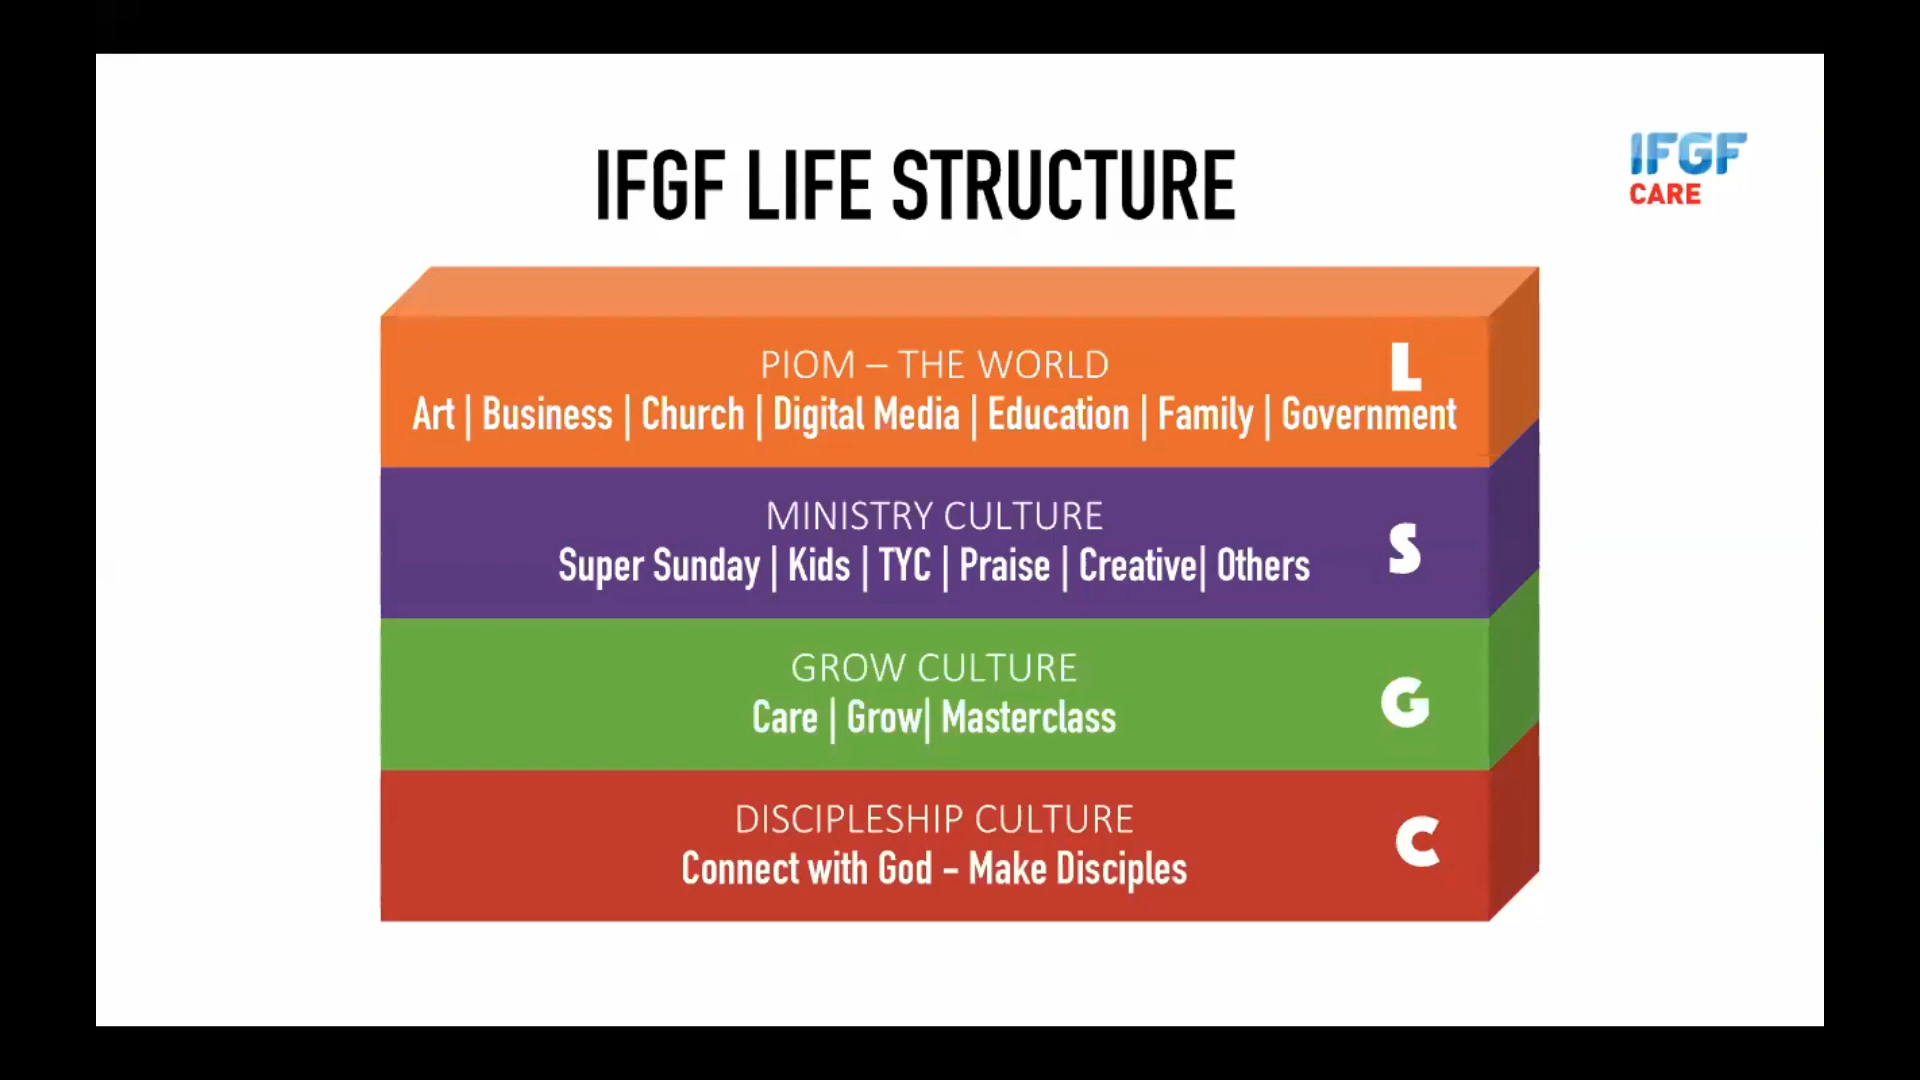 IFGF LIFE STRUCTURE
IFGF
CARE
PIOM – THE WORLD
L
Art | Business | Church | Digital Media | Education | Family | Government
MINISTRY CULTURE
Super Sunday | Kids | TYC | Praise | Creative| Others
S
GROW CULTURE
Care | Grow| Masterclass
G
DISCIPLESHIP CULTURE
Connect with God – Make Disciples
C